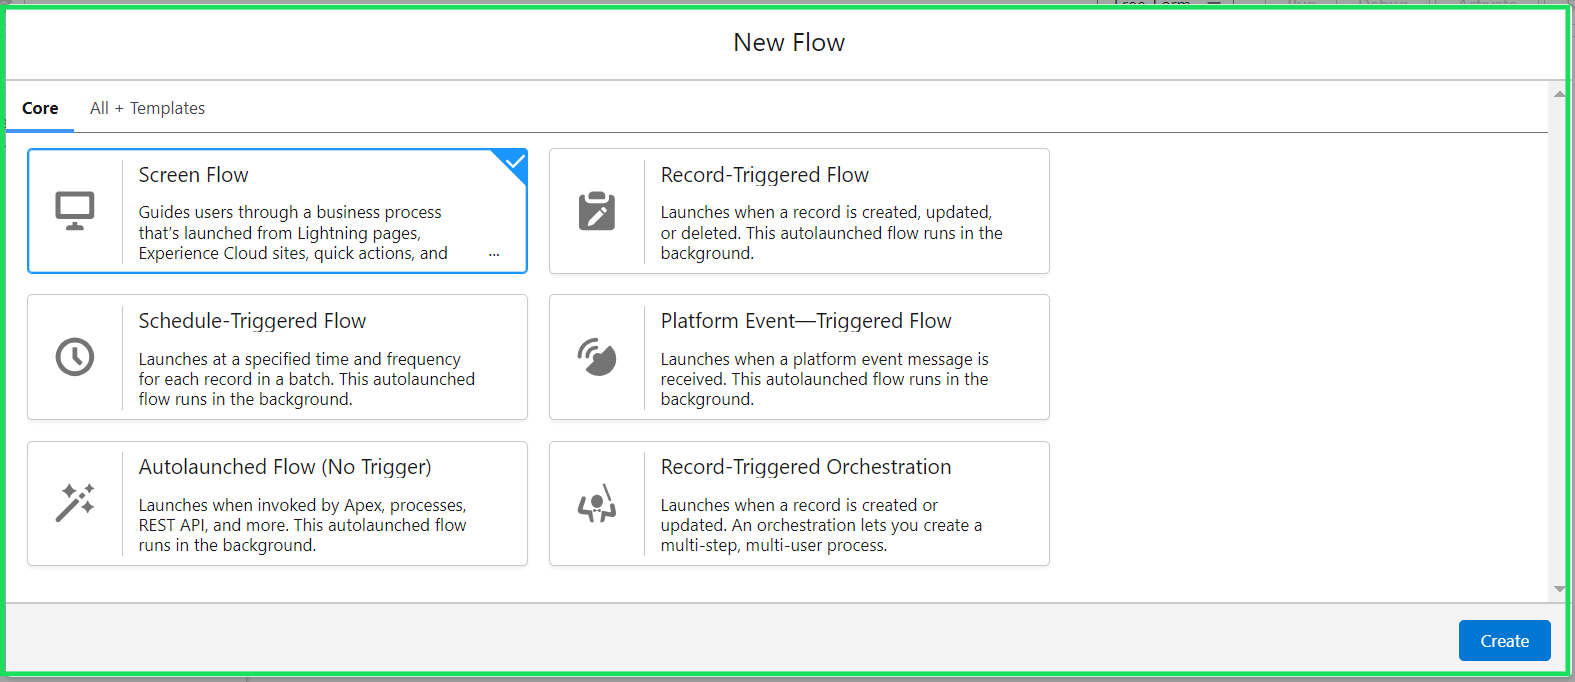 New Flow
Core
All + Templates
Screen Flow
Guides users through a business process
that's launched from Lightning pages,
Experience Cloud sites, quick actions, and ...
Record-Triggered Flow
Launches when a record is created, updated,
or deleted. This autolaunched flow runs in the
background.
Schedule-Triggered Flow
Launches at a specified time and frequency
for each record in a batch. This autolaunched
flow runs in the background.
Platform Event—Triggered Flow
Launches when a platform event message is
received. This autolaunched flow runs in the
background.
Autolaunched Flow (No Trigger)
Launches when invoked by Apex, processes,
REST API, and more. This autolaunched flow
runs in the background.
Record-Triggered Orchestration
Launches when a record is created or
updated. An orchestration lets you create a
multi-step, multi-user process.
Create